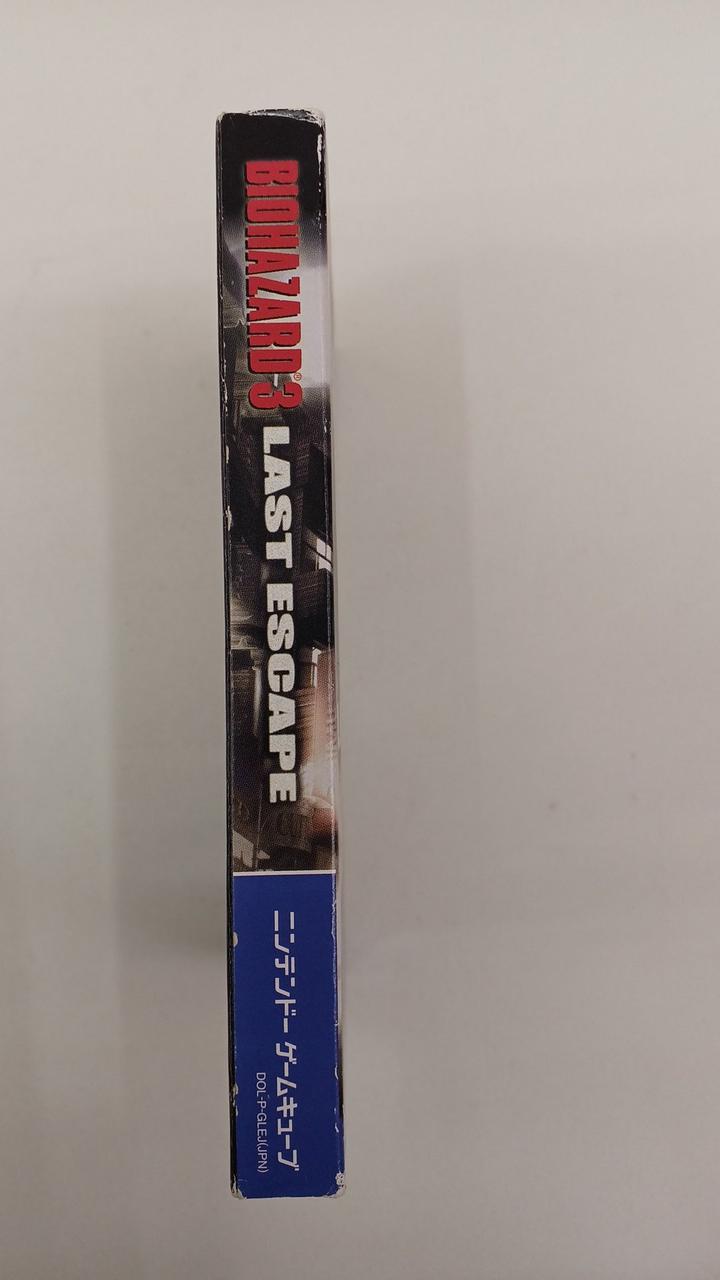 BIOHAZARD® 3 LAST ESCAPE
ニンテンドー ゲームキューブ
DOL-P-GLEJ(JPN)